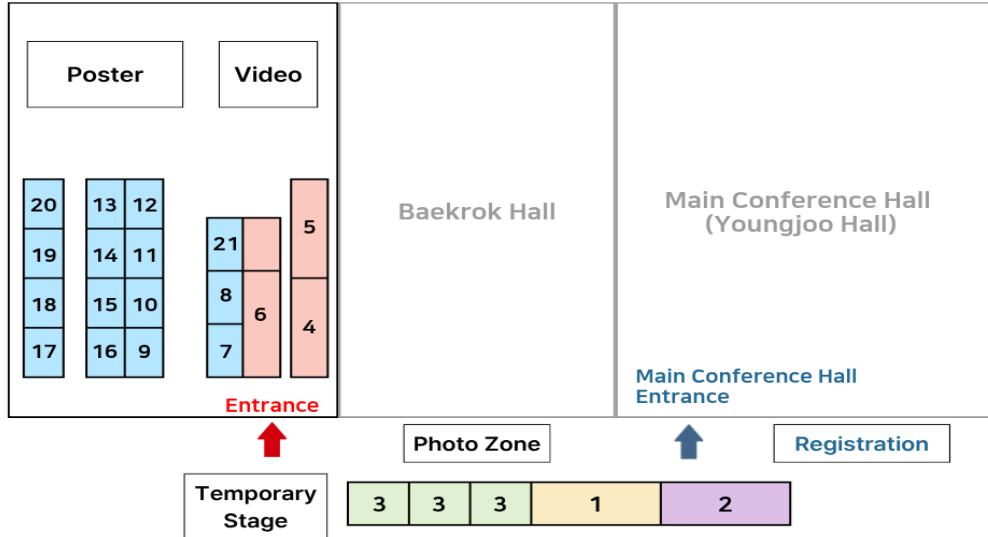 Poster
Video
20
13
12
5
21
19
14
11
8
6
18
15
10
4
7
17
16
9
Baekrok Hall
Main Conference Hall
(Youngjoo Hall)
Entrance
Main Conference Hall
Entrance
Photo Zone
Registration
Temporary
Stage
3
3
3
1
2